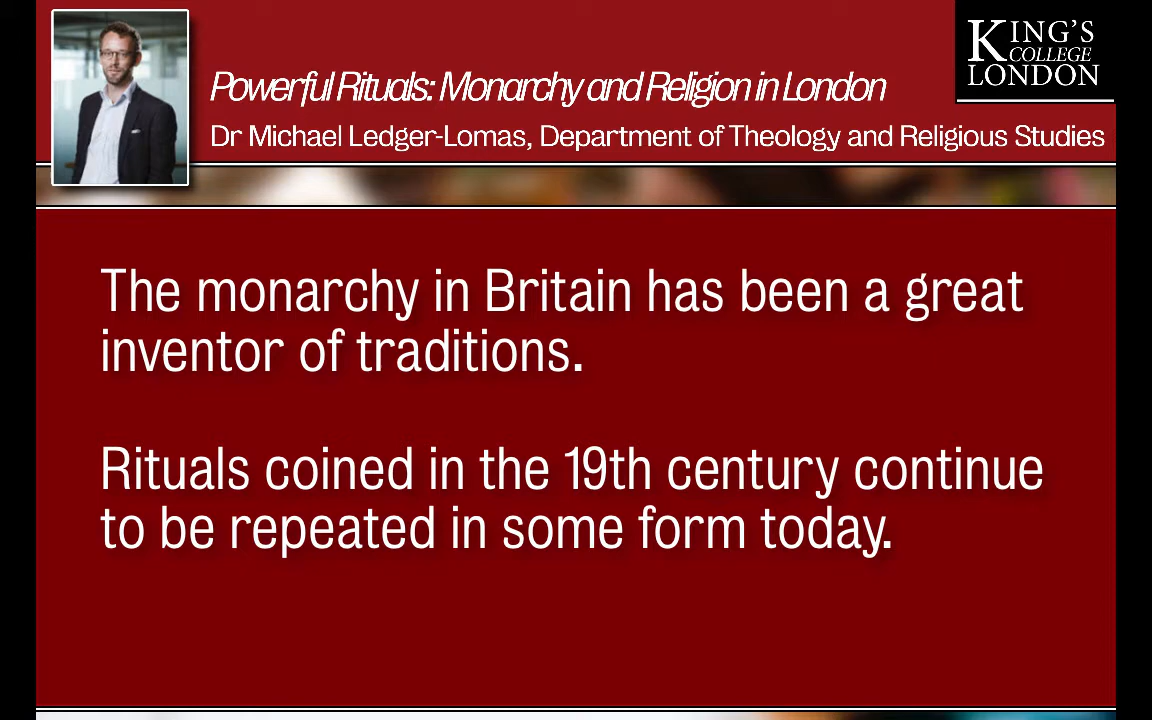 Powerful Rituals: Monarchy and Religion in London
Dr Michael Ledger-Lomas, Department of Theology and Religious Studies
KING'S
COLLEGE
LONDON
The monarchy in Britain has been a great
inventor of traditions.
Rituals coined in the 19th century continue
to be repeated in some form today.